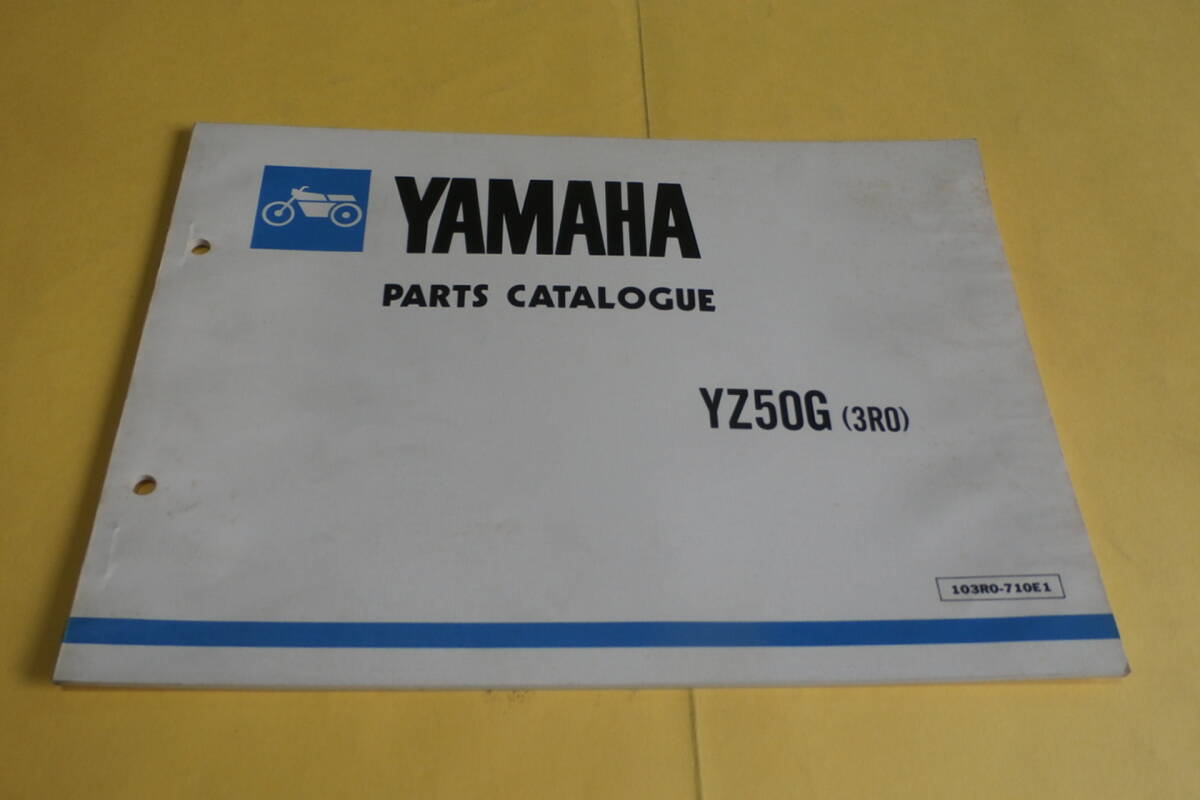 YAMAHA
PARTS CATALOGUE
YZ50G (3R0)
103R0-710E1